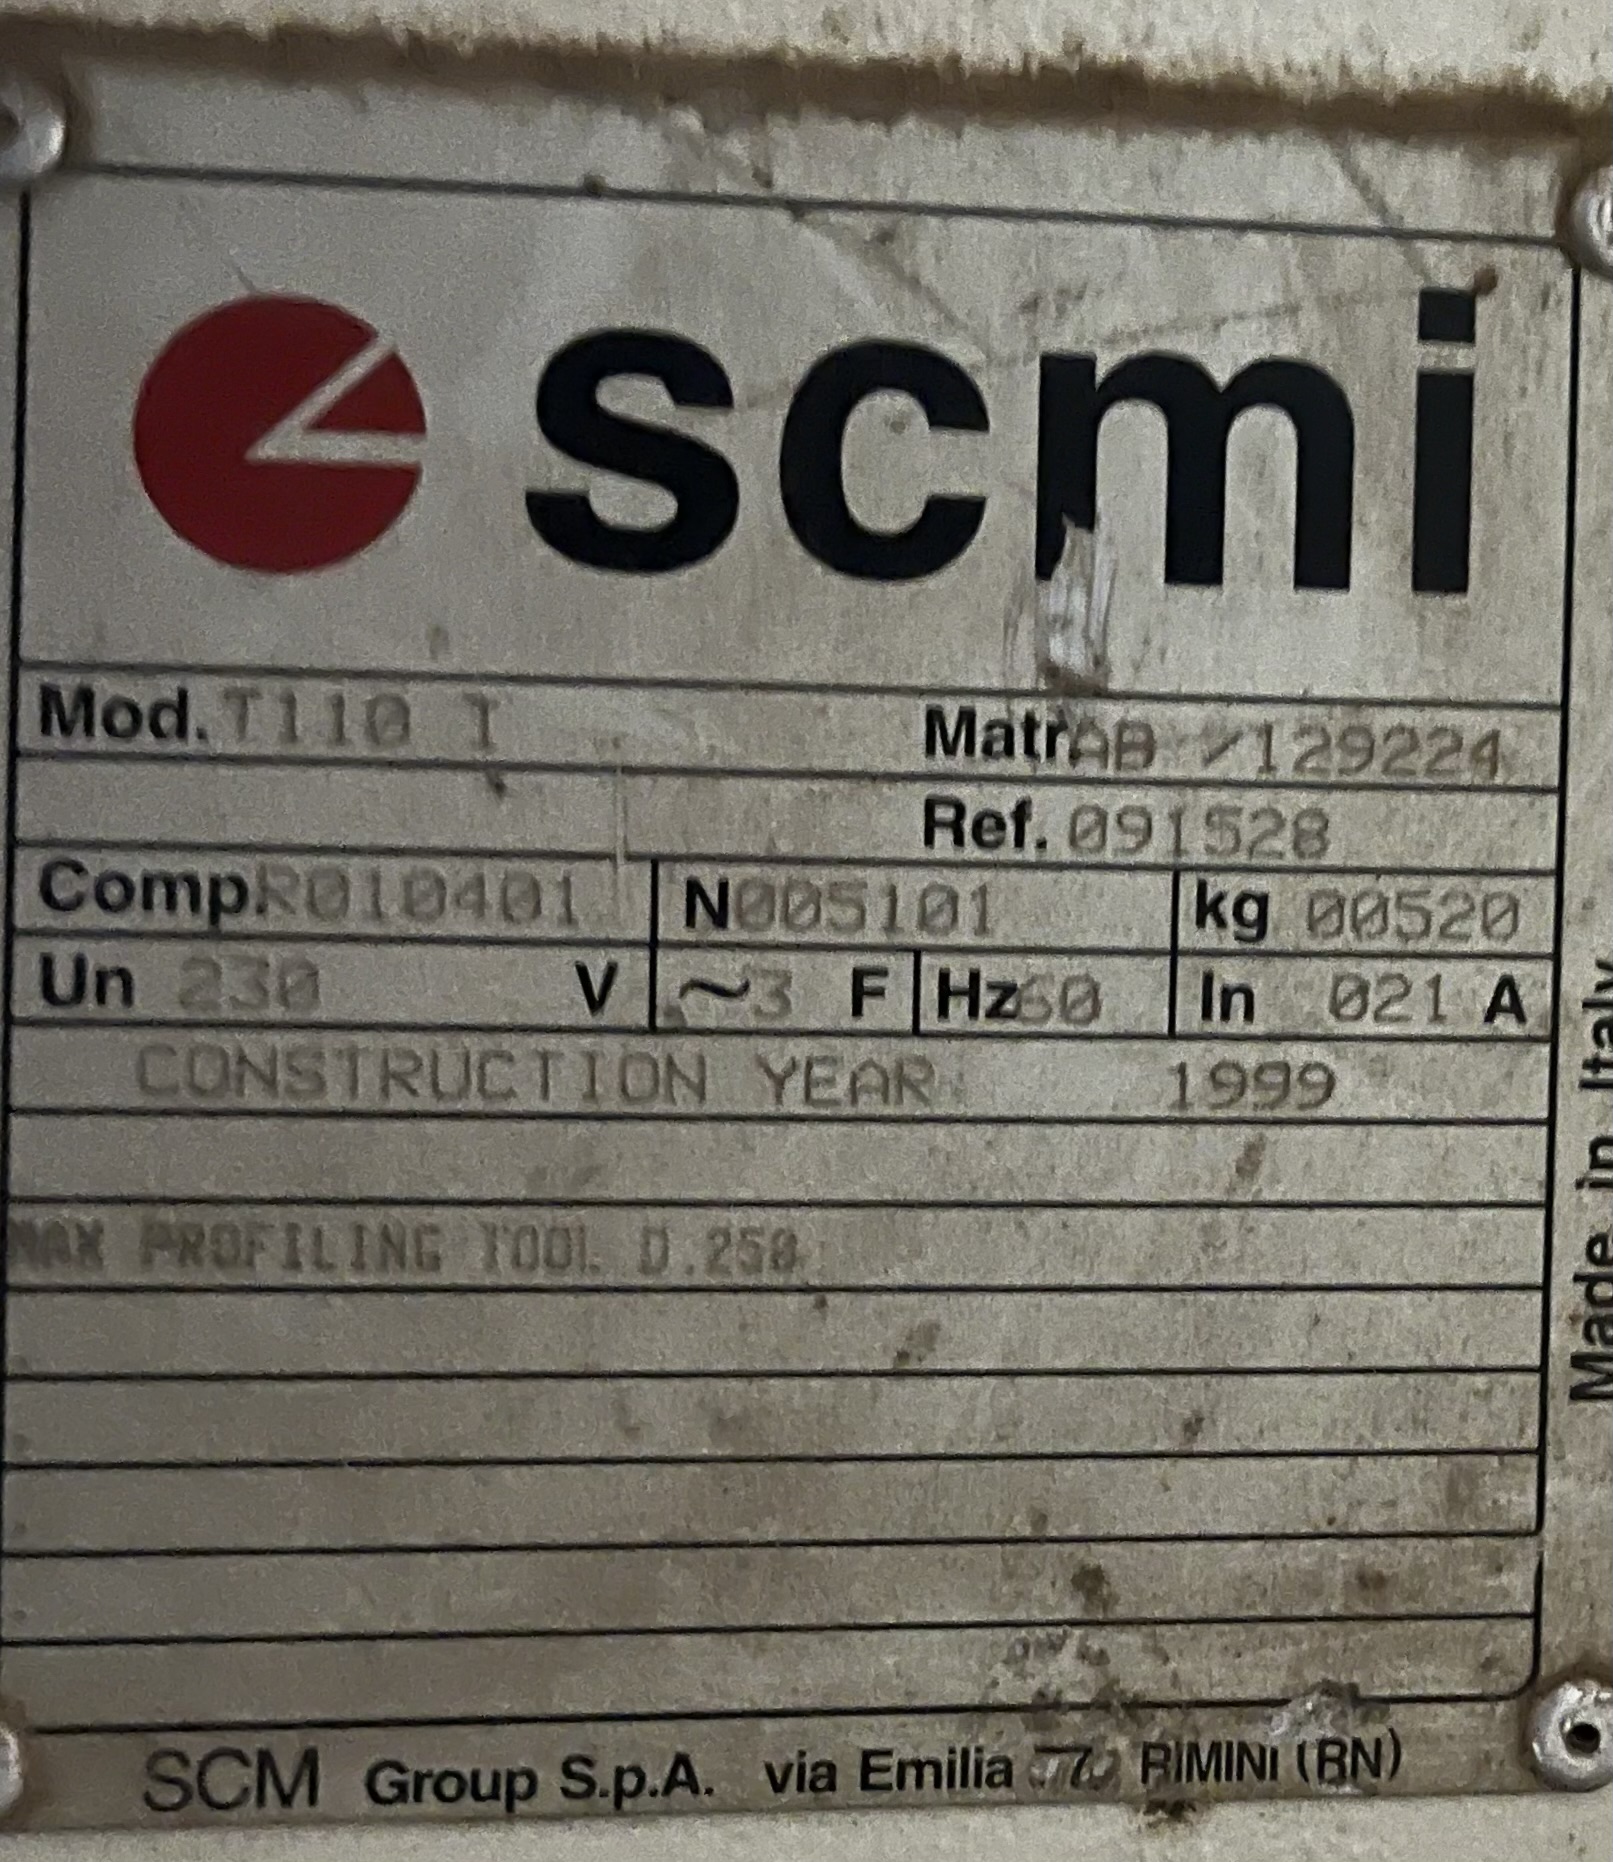 scmi
Mod. T110 I Matr. AB /129224
Ref. 091528
Comp. R010401 N 005101 kg 00520
Un 230 V ~3 F Hz 60 In 021 A
CONSTRUCTION YEAR 1999
MAX PROFILING TOOL D.250
SCM Group S.p.A. via Emilia 77 RIMINI (RN)
Made in Italy